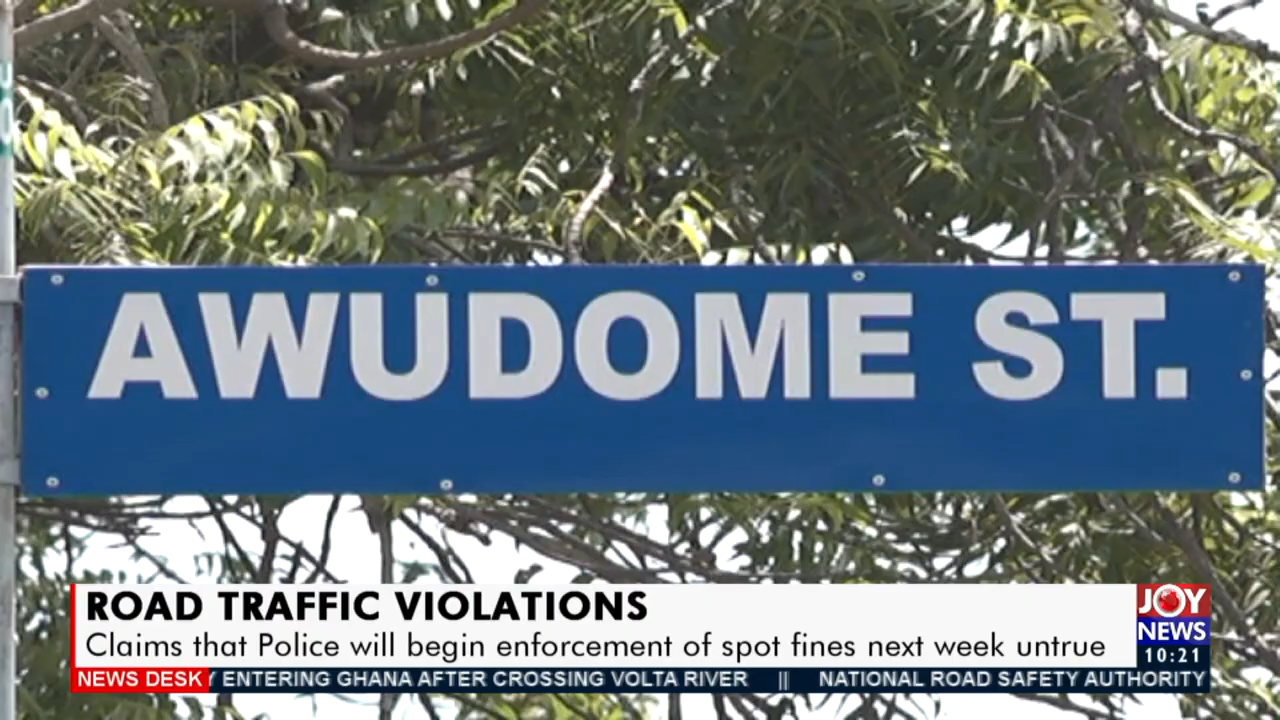 AWUDOME ST.
ROAD TRAFFIC VIOLATIONS
Claims that Police will begin enforcement of spot fines next week untrue
JOY
NEWS
10:21
NEWS DESK ENTERING GHANA AFTER CROSSING VOLTA RIVER || NATIONAL ROAD SAFETY AUTHORITY